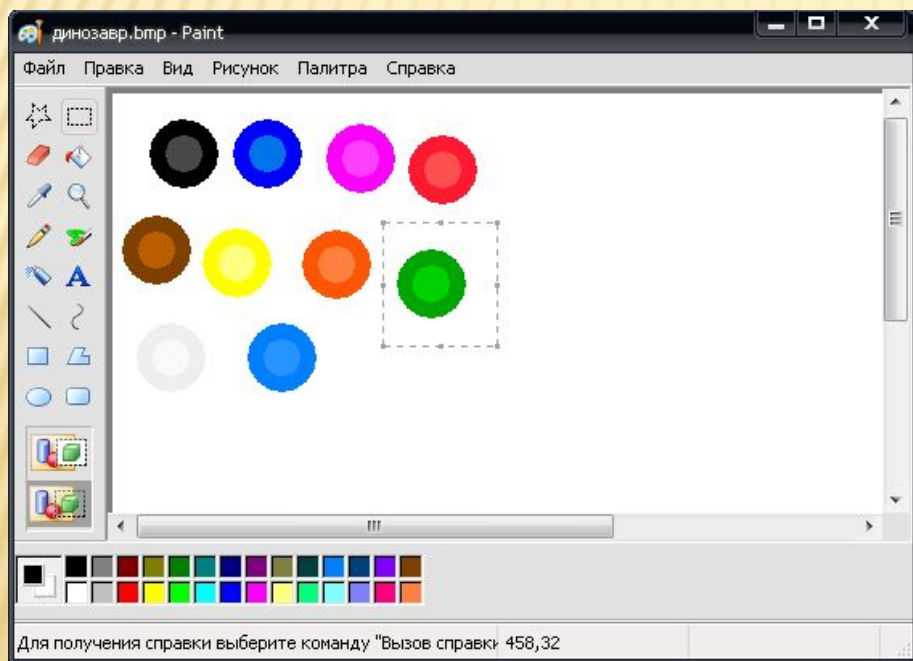 динозавр.bmp - Paint
Файл Правка Вид Рисунок Палитра Справка
A
Для получения справки выберите команду "Вызов справки 458,32